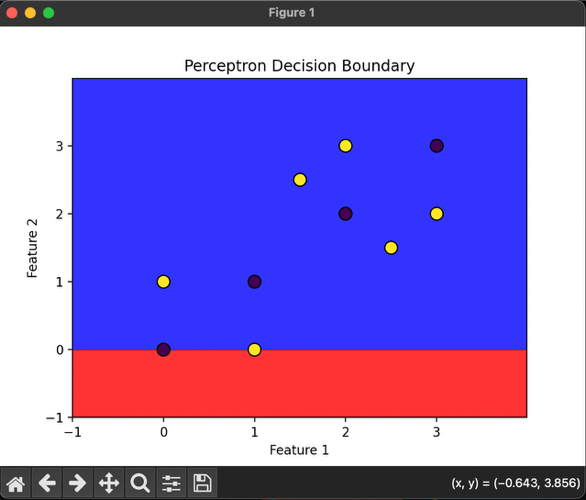 Figure 1
Perceptron Decision Boundary
3
2
1
0
−1
Feature 2
−1 0 1 2 3
Feature 1
(x, y) = (−0.643, 3.856)